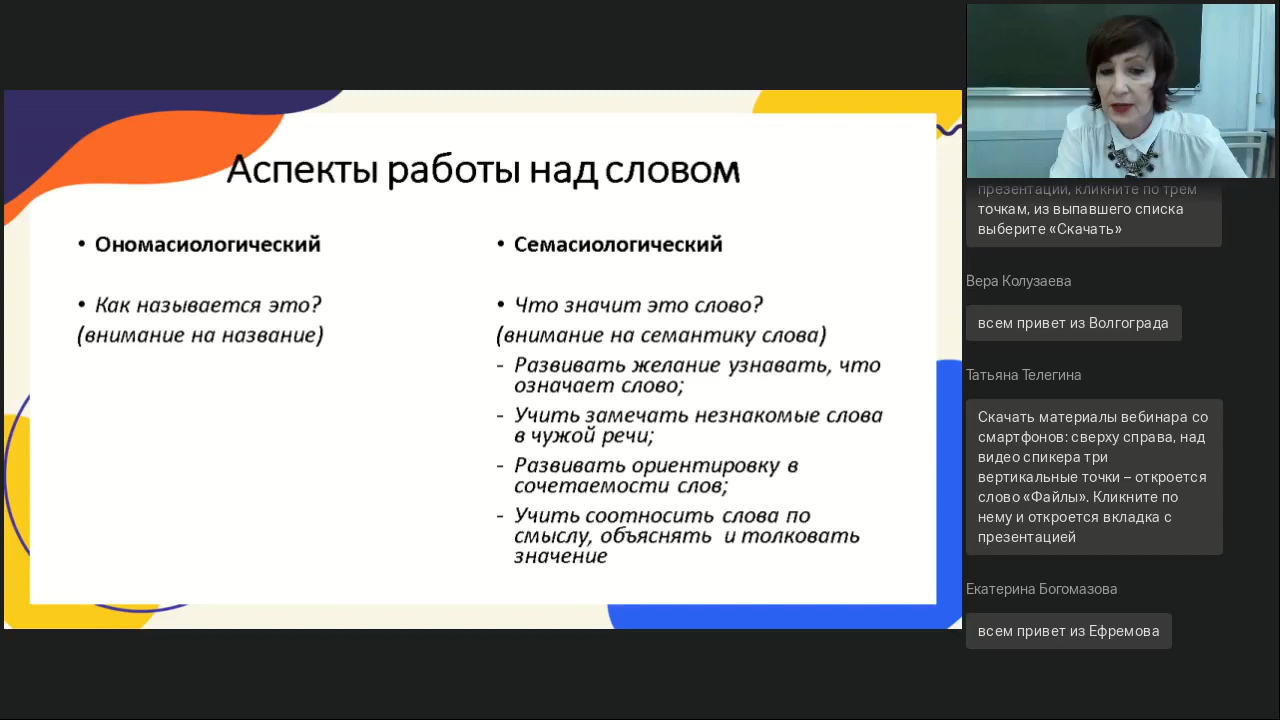 Аспекты работы над словом
• Ономасиологический
• Как называется это?
(внимание на название)
• Семасиологический
• Что значит это слово?
(внимание на семантику слова)
- Развивать желание узнавать, что
означает слово;
- Учить замечать незнакомые слова
в чужой речи;
- Развивать ориентировку в
сочетаемости слов;
- Учить соотносить слова по
смыслу, объяснять и толковать
значение
презентации, кликните по трем
точкам, из выпавшего списка
выберите «Скачать»
Вера Колузаева
всем привет из Волгограда
Татьяна Телегина
Скачать материалы вебинара со
смартфонов: сверху справа, над
видео спикера три
вертикальные точки – откроется
слово «Файлы». Кликните по
нему и откроется вкладка с
презентацией
Екатерина Богомазова
всем привет из Ефремова